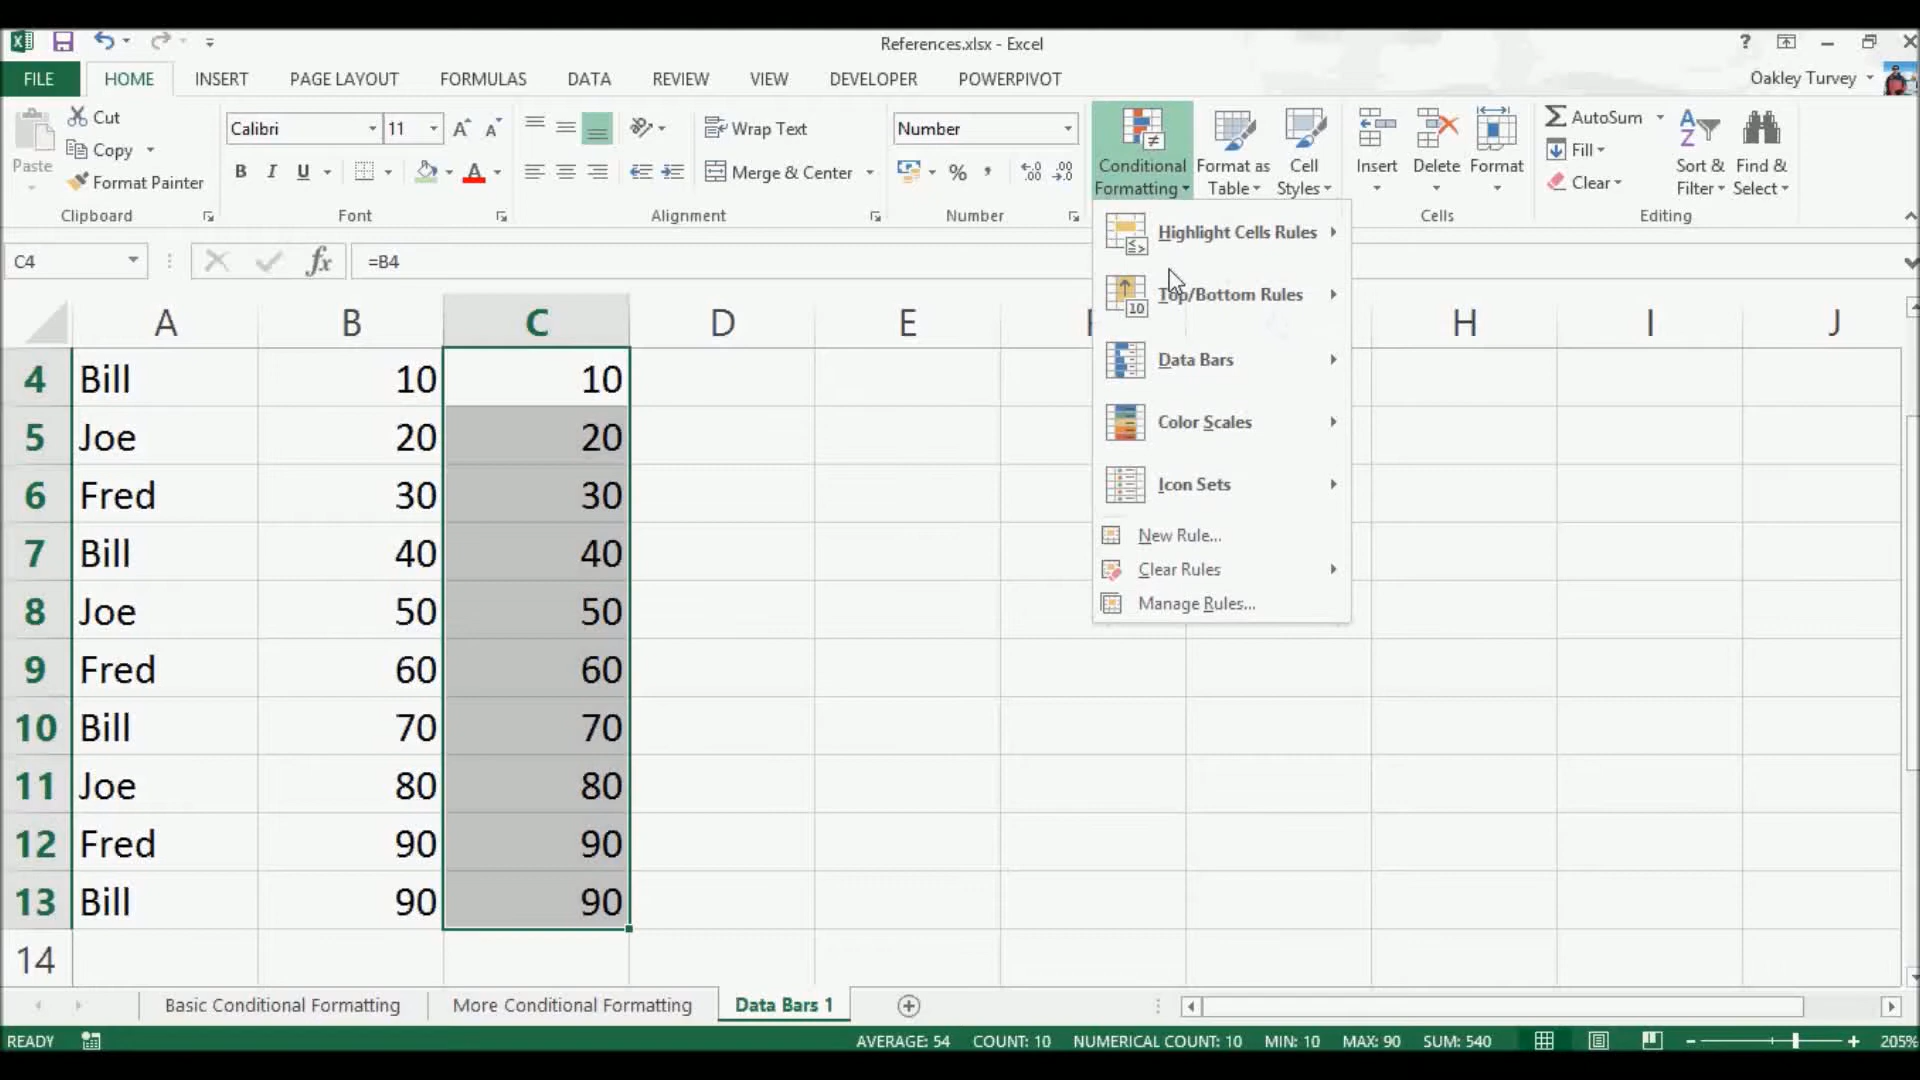 References.xlsx - Excel
?
FILE HOME INSERT PAGE LAYOUT FORMULAS DATA REVIEW VIEW DEVELOPER POWERPIVOT Oakley Turvey
Paste
Cut
Copy
Format Painter
Clipboard
Calibri 11
B I U A
Font
Wrap Text
Merge & Center
Alignment
Number
% ,
Number
Conditional Formatting
Format as Table
Cell Styles
Insert Delete Format
Cells
AutoSum
Fill
Clear
Sort & Filter
Find & Select
Editing
C4 fx =B4
Highlight Cells Rules
Top/Bottom Rules
Data Bars
Color Scales
Icon Sets
New Rule...
Clear Rules
Manage Rules...
A B C D E H I J
4 Bill 10 10
5 Joe 20 20
6 Fred 30 30
7 Bill 40 40
8 Joe 50 50
9 Fred 60 60
10 Bill 70 70
11 Joe 80 80
12 Fred 90 90
13 Bill 90 90
14
Basic Conditional Formatting More Conditional Formatting Data Bars 1
READY AVERAGE: 54 COUNT: 10 NUMERICAL COUNT: 10 MIN: 10 MAX: 90 SUM: 540 205%